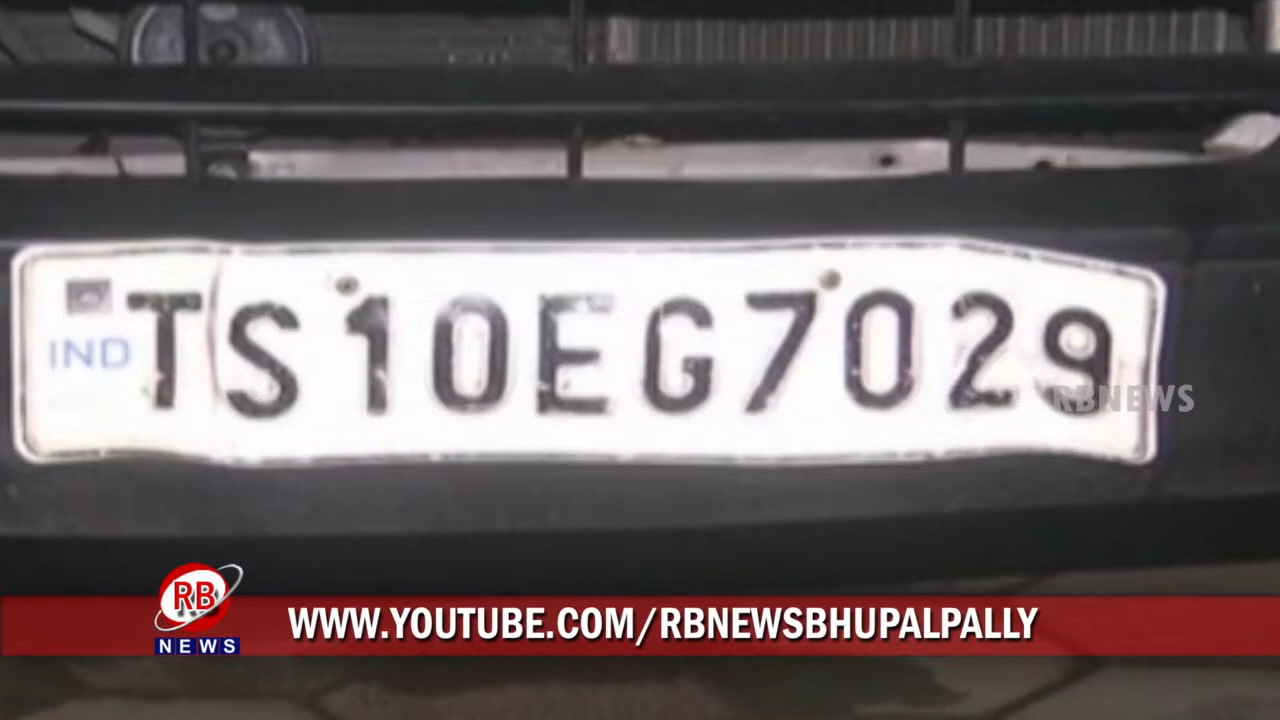 IND TS10EG7029
RBNEWS
RB
NEWS
WWW.YOUTUBE.COM/RBNEWSBHUPALPALLY